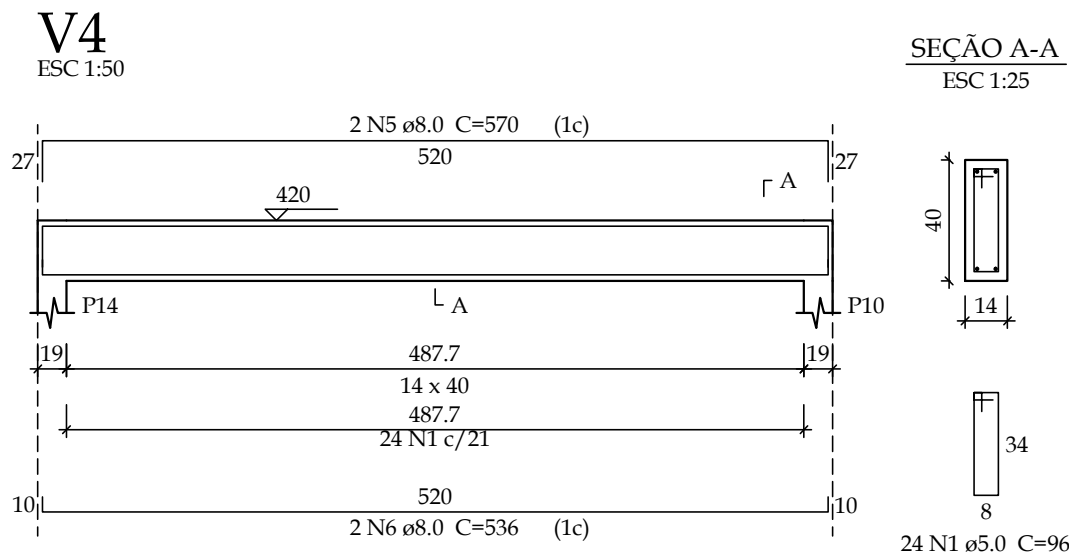 V4
ESC 1:50
SEÇÃO A-A
ESC 1:25
2 N5 ø8.0 C=570 (1c)
27
520
27
420
A
40
P14
A
P10
14
19
487.7
19
14 x 40
487.7
24 N1 c/21
34
10
520
10
8
2 N6 ø8.0 C=536 (1c)
24 N1 ø5.0 C=96